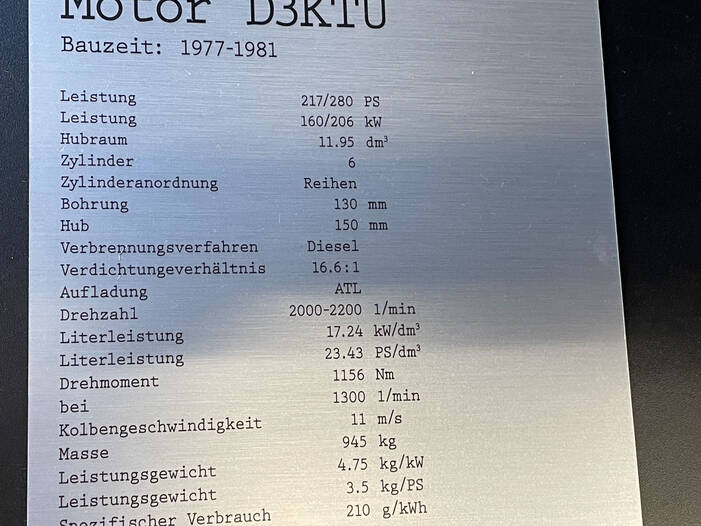 Motor D3KTU
Bauzeit: 1977-1981
Leistung 217/280 PS
Leistung 160/206 kW
Hubraum 11.95 dm³
Zylinder 6
Zylinderanordnung Reihen
Bohrung 130 mm
Hub 150 mm
Verbrennungsverfahren Diesel
Verdichtungeverhältnis 16.6:1
Aufladung ATL
Drehzahl 2000-2200 1/min
Literleistung 17.24 kW/dm³
Literleistung 23.43 PS/dm³
Drehmoment 1156 Nm
bei 1300 1/min
Kolbengeschwindigkeit 11 m/s
Masse 945 kg
Leistungsgewicht 4.75 kg/kW
Leistungsgewicht 3.5 kg/PS
Spezifischer Verbrauch 210 g/kWh